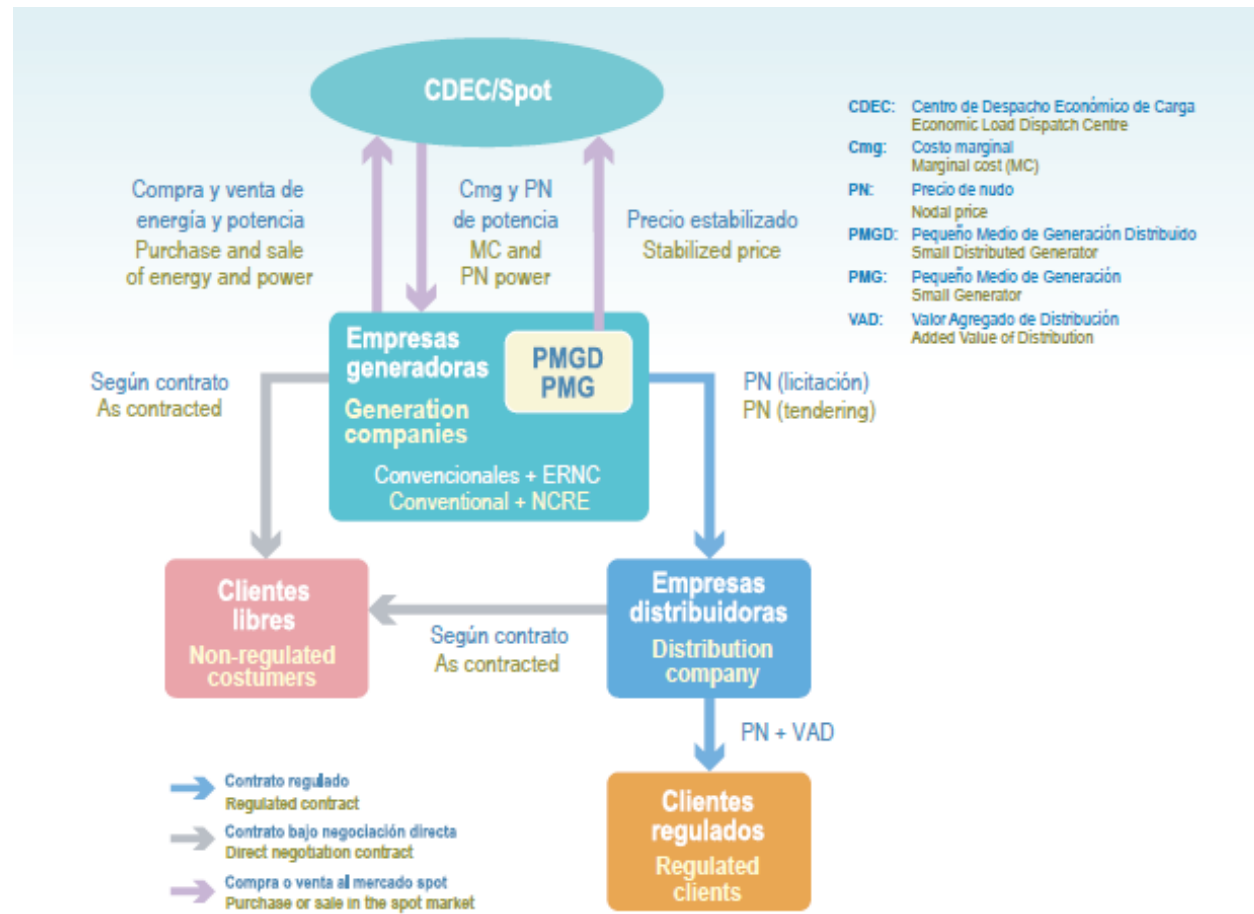 CDEC/Spot
CDEC: Centro de Despacho Económico de Carga
Economic Load Dispatch Centre
Cmg: Costo marginal
Marginal cost (MC)
PN: Precio de nudo
Nodal price
PMGD: Pequeño Medio de Generación Distribuido
Small Distributed Generator
PMG: Pequeño Medio de Generación
Small Generator
VAD: Valor Agregado de Distribución
Added Value of Distribution
Compra y venta de
energía y potencia
Purchase and sale
of energy and power
Cmg y PN
de potencia
MC and
PN power
Precio estabilizado
Stabilized price
Empresas
generadoras
Generation
companies
PMGD
PMG
Convencionales + ERNC
Conventional + NCRE
Según contrato
As contracted
PN (licitación)
PN (tendering)
Clientes
libres
Non-regulated
costumers
Según contrato
As contracted
Empresas
distribuidoras
Distribution
company
PN + VAD
Clientes
regulados
Regulated
clients
Contrato regulado
Regulated contract
Contrato bajo negociación directa
Direct negotiation contract
Compra o venta al mercado spot
Purchase or sale in the spot market